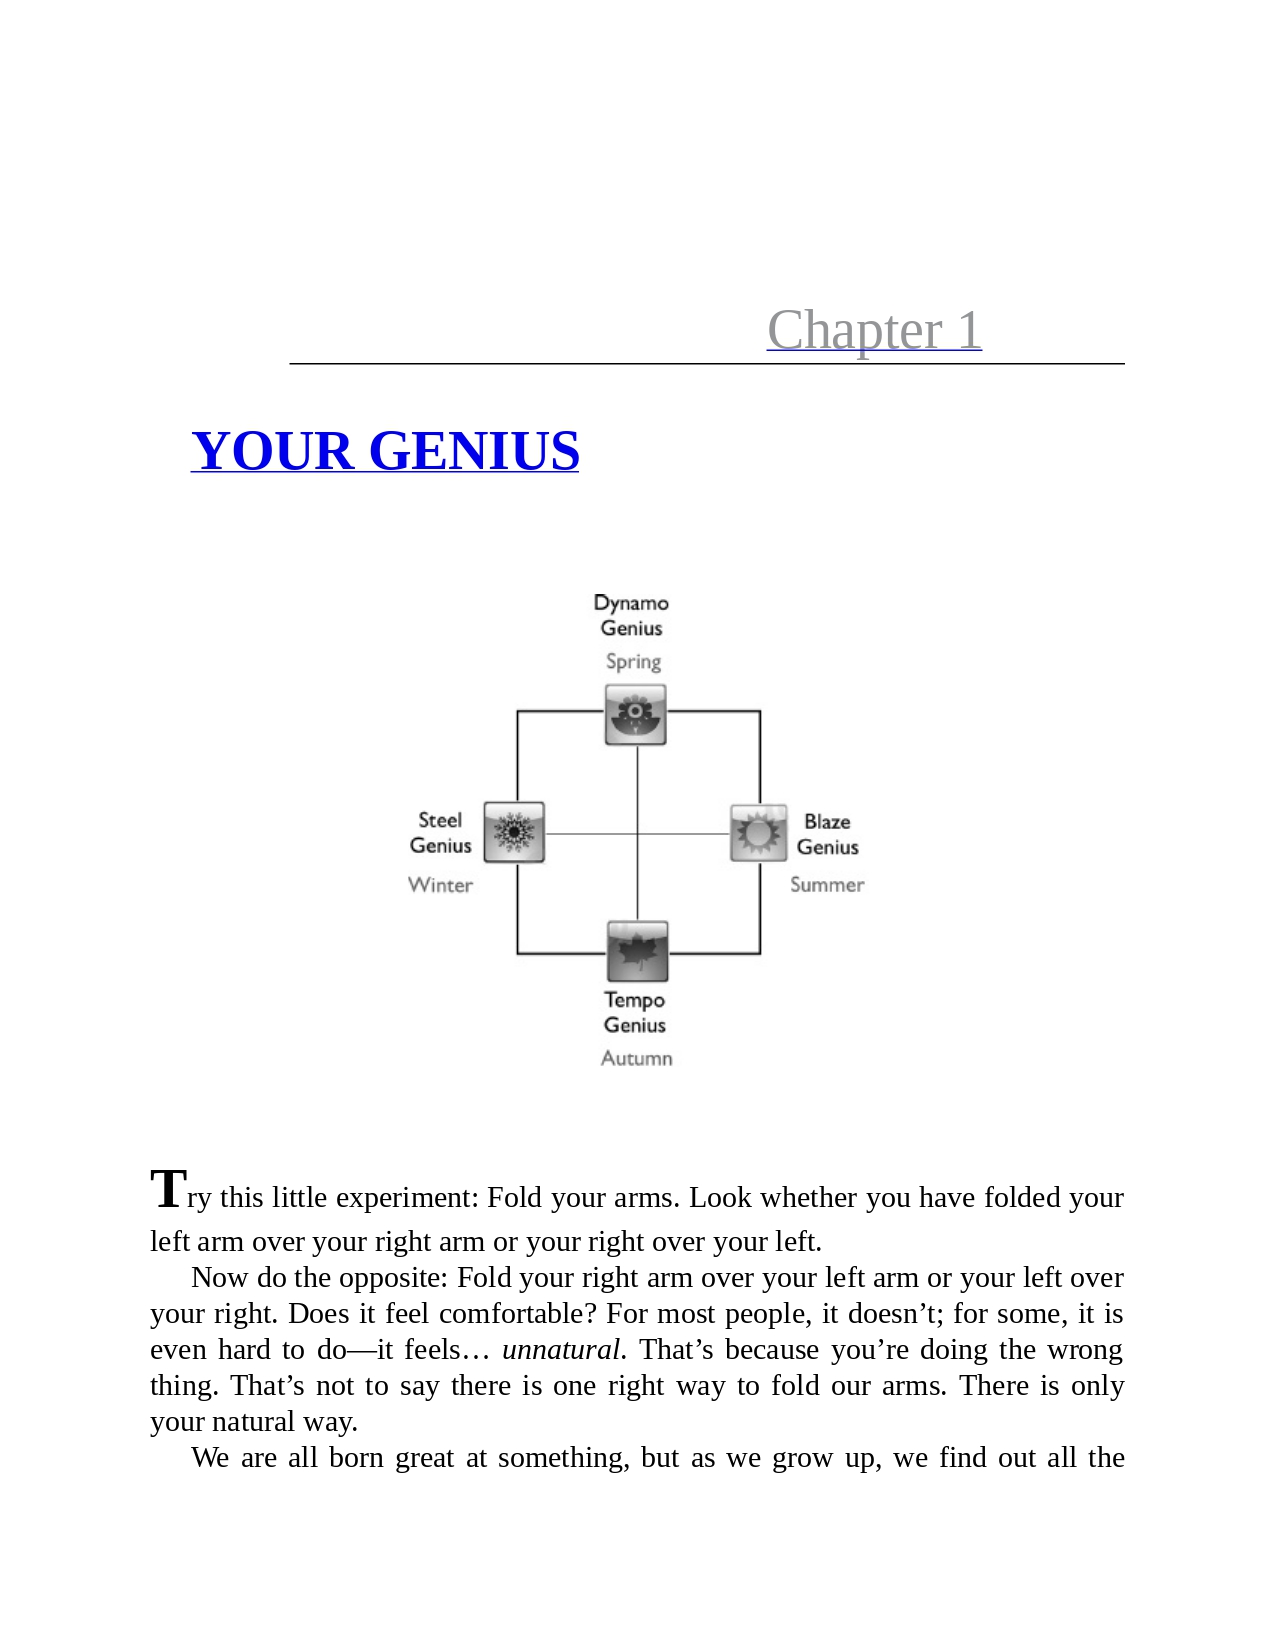 Chapter 1
YOUR GENIUS
Dynamo
Genius
Spring
Steel
Genius
Winter
Blaze
Genius
Summer
Tempo
Genius
Autumn
Try this little experiment: Fold your arms. Look whether you have folded your
left arm over your right arm or your right over your left.
Now do the opposite: Fold your right arm over your left arm or your left over
your right. Does it feel comfortable? For most people, it doesn’t; for some, it is
even hard to do—it feels… unnatural. That’s because you’re doing the wrong
thing. That’s not to say there is one right way to fold our arms. There is only
your natural way.
We are all born great at something, but as we grow up, we find out all the